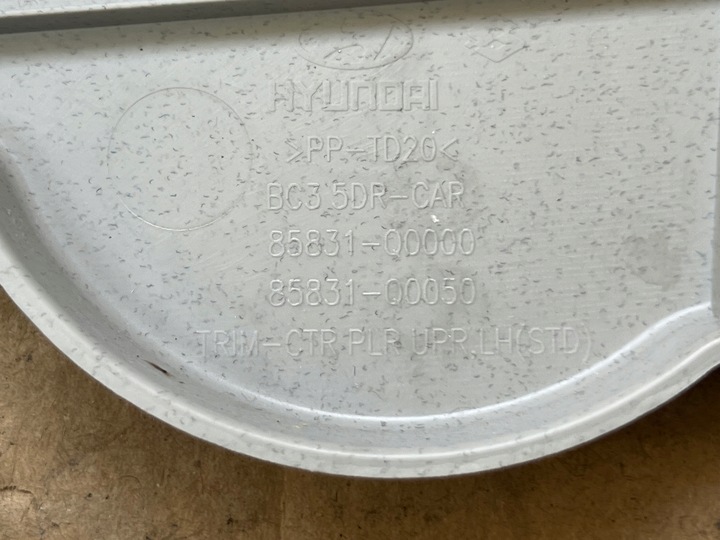 HYUNDAI
>PP-TD20<
BC3 5DR-CAR
85831-Q0000
85831-Q0050
TRIM-CTR PLR UPR.LH(STD)